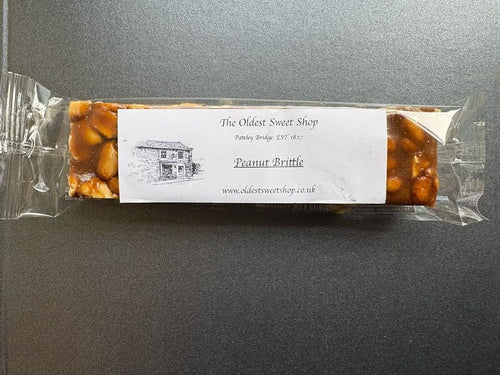 The Oldest Sweet Shop
Pateley Bridge EST 1827
Peanut Brittle
www.oldestsweetshop.co.uk